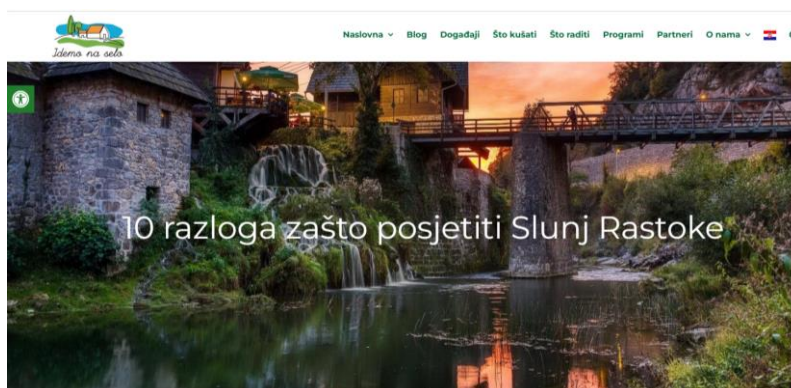 Idemo na selo
Naslovna Blog Događaji Što kušati Što raditi Programi Partneri O nama
10 razloga zašto posjetiti Slunj Rastoke